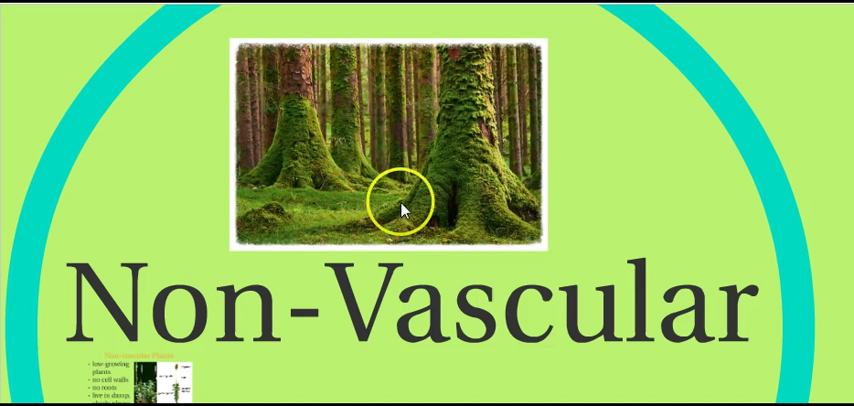 Non-Vascular
Non-vascular Plants
- low-growing
plants
- no cell walls
- no roots
- live in damp,